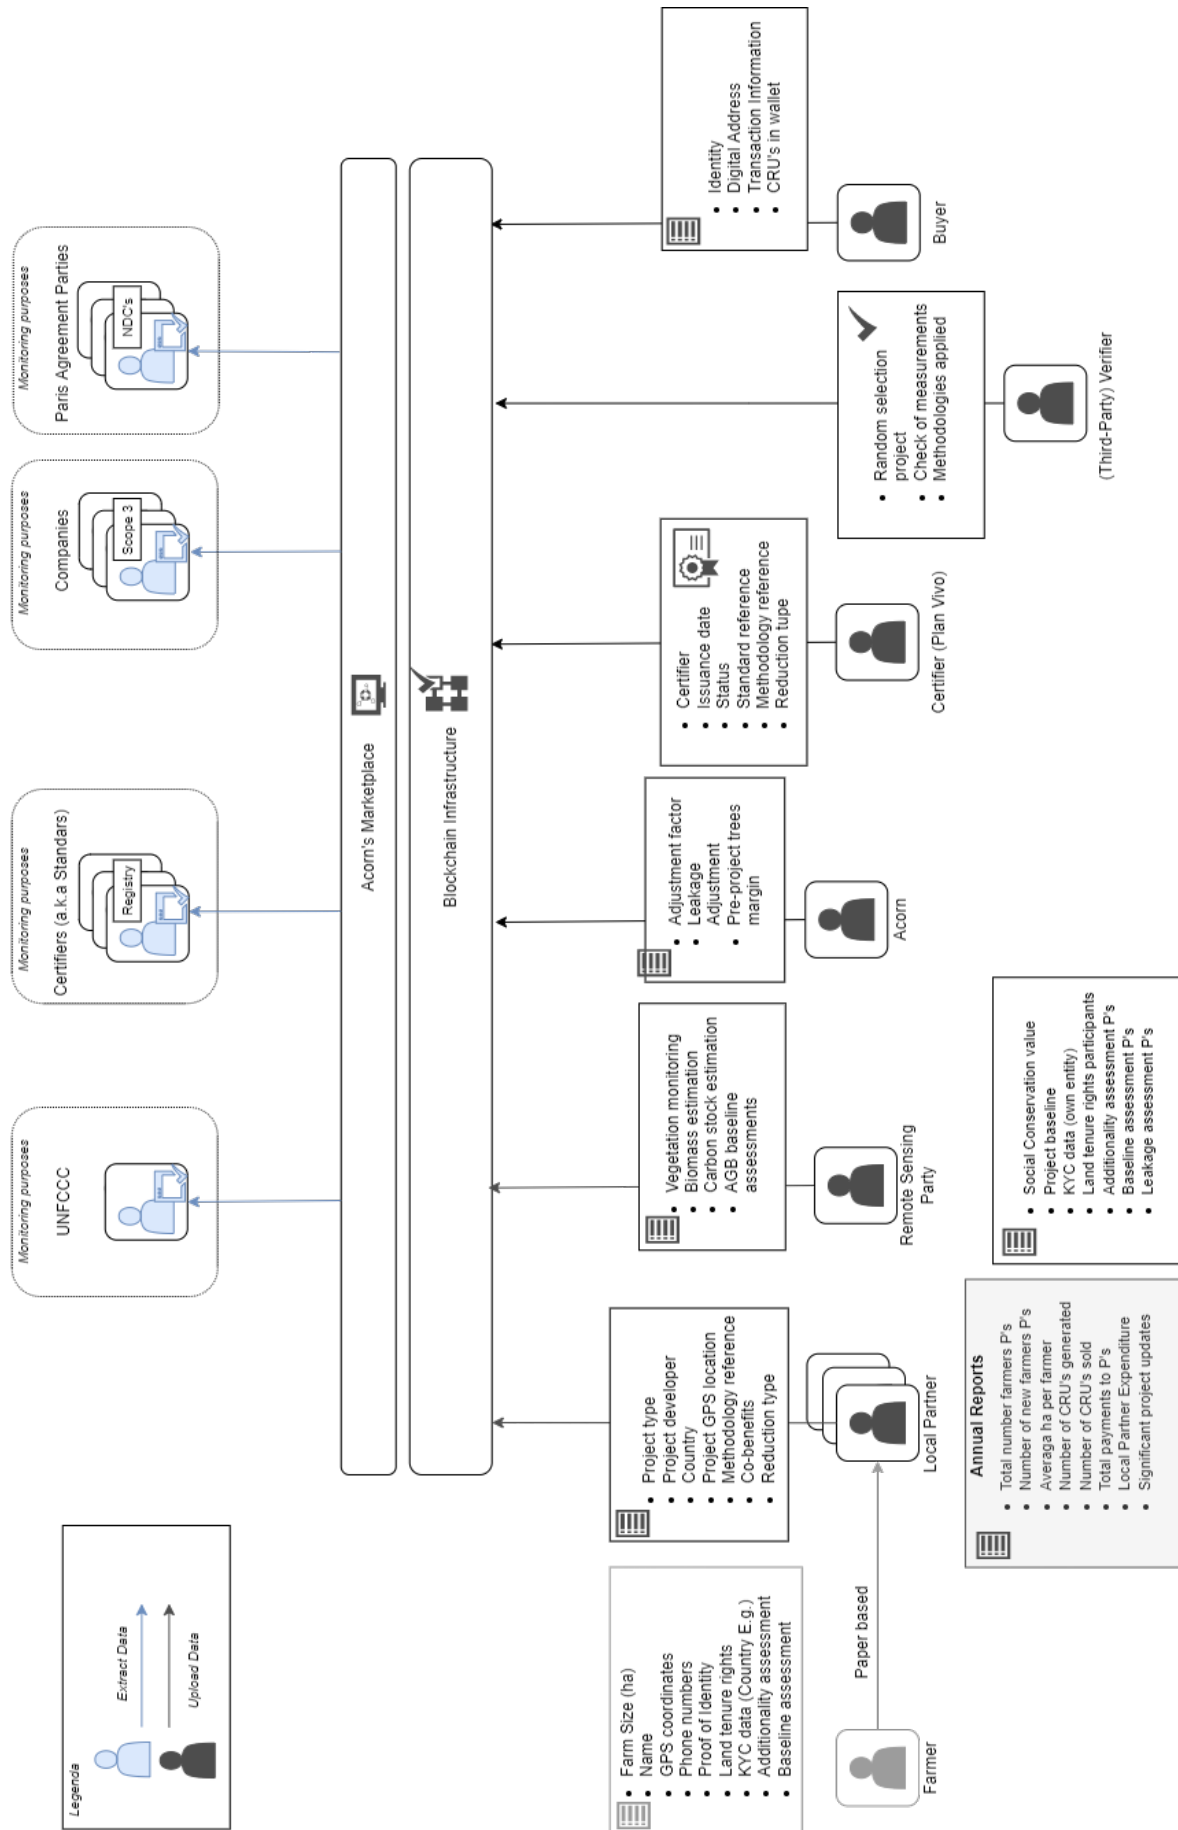 Legenda
Extract Data
Upload Data
Monitoring purposes
UNFCCC
Monitoring purposes
Certifiers (a.k.a Standars)
Registry
Monitoring purposes
Companies
Scope 3
Monitoring purposes
Paris Agreement Parties
NDC's
Acorn's Marketplace
Blockchain Infrastructure
• Farm Size (ha)
• Name
• GPS coordinates
• Phone numbers
• Proof of Identity
• Land tenure rights
• KYC data (Country E.g.)
• Additionality assessment
• Baseline assessment
Farmer
Paper based
• Project type
• Project developer
• Country
• Project GPS location
• Methodology reference
• Co-benefits
• Reduction type
Local Partner
• Vegetation monitoring
• Biomass estimation
• Carbon stock estimation
• AGB baseline
assessments
Remote Sensing
Party
• Adjustment factor
• Leakage
Adjustment
• Pre-project trees
margin
Acorn
• Certifier
• Issuance date
• Status
• Standard reference
• Methodology reference
• Reduction tupe
Certifier (Plan Vivo)
• Random selection
project
• Check of measurements
• Methodologies applied
(Third-Party) Verifier
• Identity
• Digital Address
• Transaction Information
• CRU's in wallet
Buyer
Annual Reports
• Total number farmers P's
• Number of new farmers P's
• Averaga ha per farmer
• Number of CRU's generated
• Number of CRU's sold
• Total payments to P's
• Local Partner Expenditure
• Significant project updates
• Social Conservation value
• Project baseline
• KYC data (own entity)
• Land tenure rights participants
• Additionality assessment P's
• Baseline assessment P's
• Leakage assessment P's